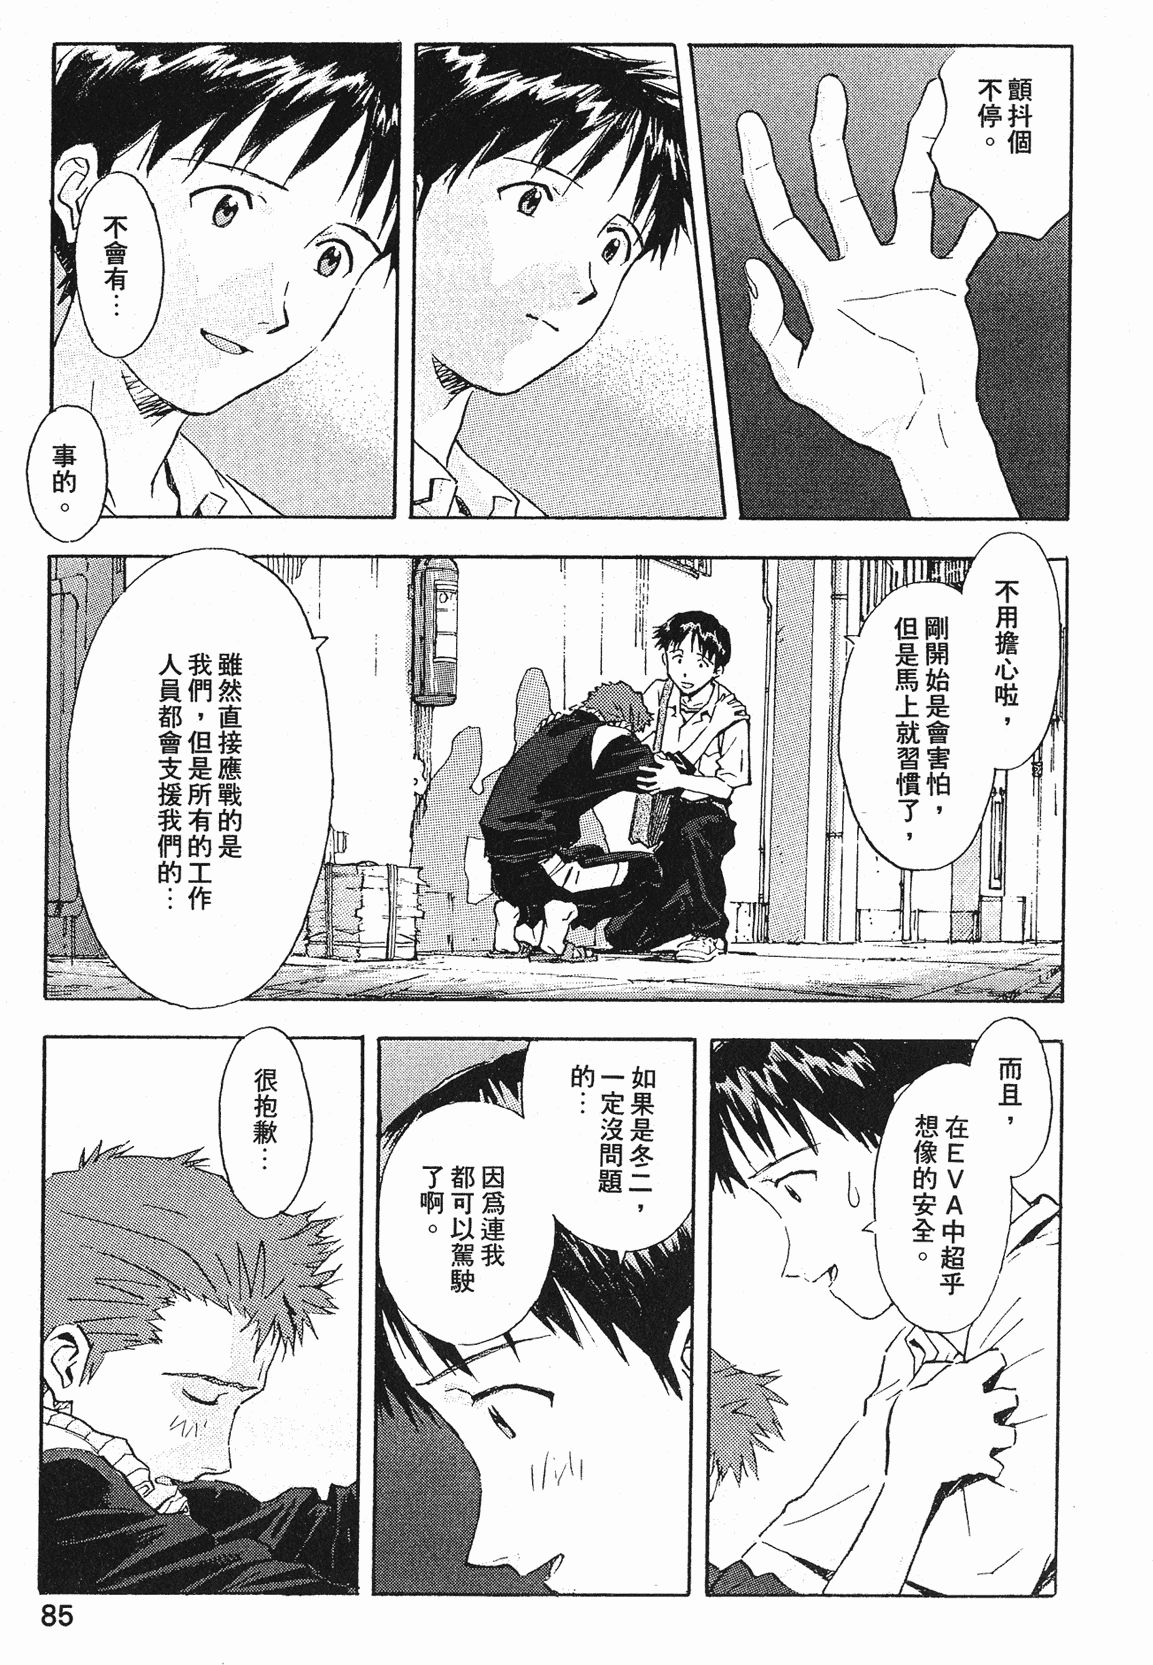 顫抖個
不停。
不會有…
事的。
不用擔心啦，
剛開始是會害怕，
但是馬上就習慣了，
雖然直接應戰的是
我們，但是所有的工作
人員都會支援我們的…
而且，
在EVA中超乎
想像的安全。
如果是冬二，
一定沒問題
的…
因爲連我
都可以駕駛
了啊。
很抱歉…
85